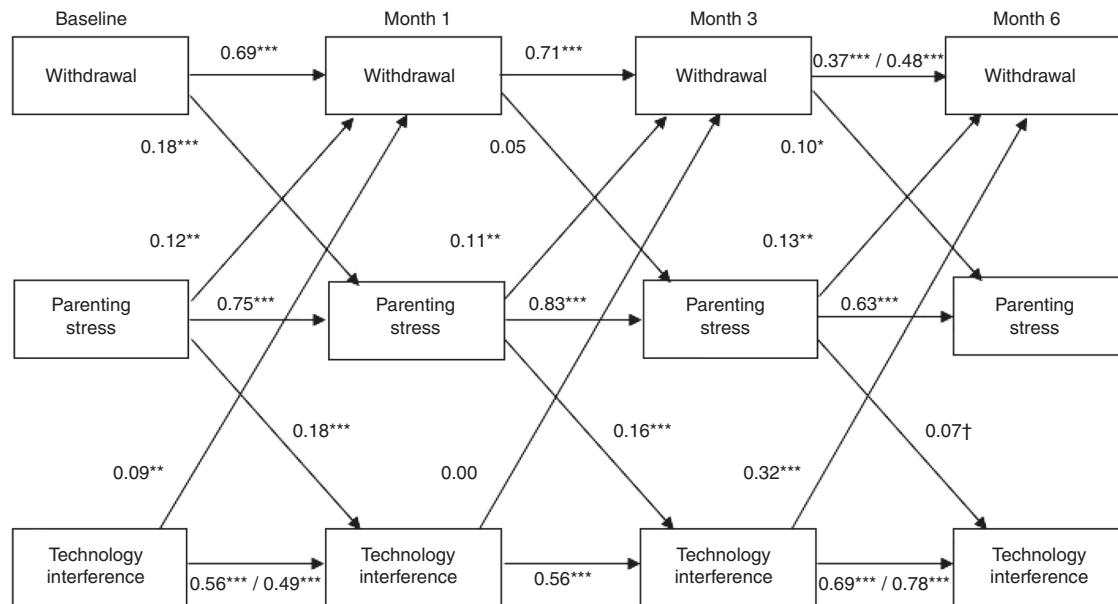 Baseline
Month 1
Month 3
Month 6
Withdrawal
0.69***
Withdrawal
0.71***
Withdrawal
0.37*** / 0.48***
Withdrawal
0.18***
0.05
0.10*
0.12**
0.11**
0.13**
Parenting
stress
0.75***
Parenting
stress
0.83***
Parenting
stress
0.63***
Parenting
stress
0.18***
0.16***
0.07†
0.09**
0.00
0.32***
Technology
interference
0.56*** / 0.49***
Technology
interference
0.56***
Technology
interference
0.69*** / 0.78***
Technology
interference